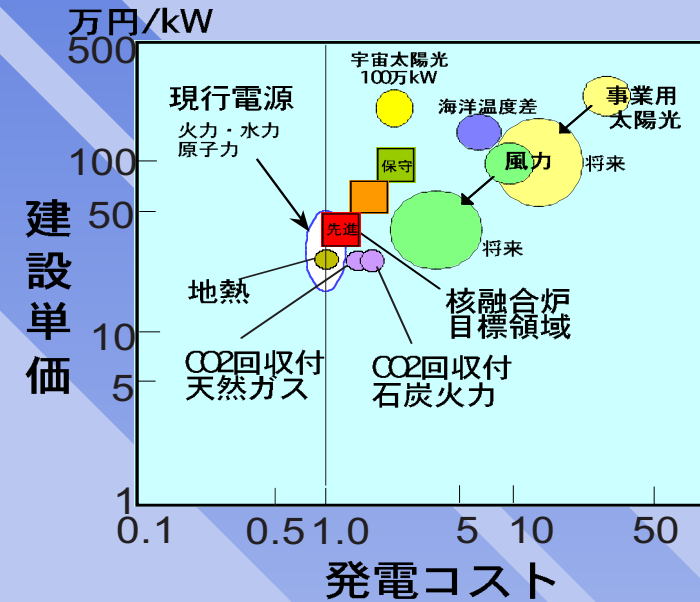 万円/kW
500
宇宙太陽光
100万kW
現行電源
火力・水力
原子力
海洋温度差
事業用
太陽光
100
保守
風力
将来
建設単価
50
先進
将来
地熱
核融合炉
目標領域
10
CO2回収付
天然ガス
CO2回収付
石炭火力
5
1
0.1
0.5
1.0
5
10
50
発電コスト